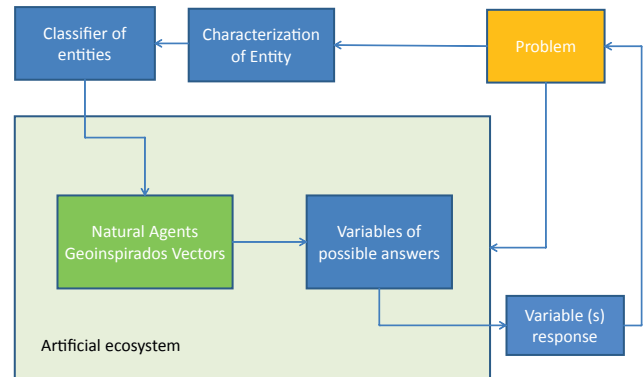 Classifier of
entities
Characterization
of Entity
Problem
Natural Agents
Geoinspirados Vectors
Variables of
possible answers
Variable (s)
response
Artificial ecosystem